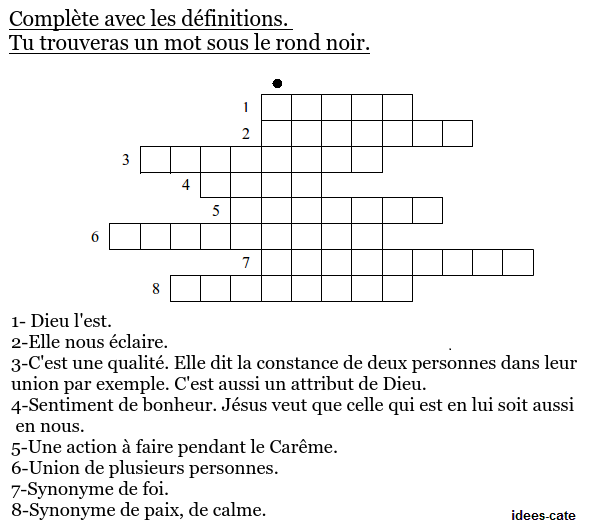 Complète avec les définitions.
Tu trouveras un mot sous le rond noir.
1
2
3
4
5
6
7
8
1- Dieu l'est.
2-Elle nous éclaire.
3-C'est une qualité. Elle dit la constance de deux personnes dans leur
union par exemple. C'est aussi un attribut de Dieu.
4-Sentiment de bonheur. Jésus veut que celle qui est en lui soit aussi
en nous.
5-Une action à faire pendant le Carême.
6-Union de plusieurs personnes.
7-Synonyme de foi.
8-Synonyme de paix, de calme.
idees-cate